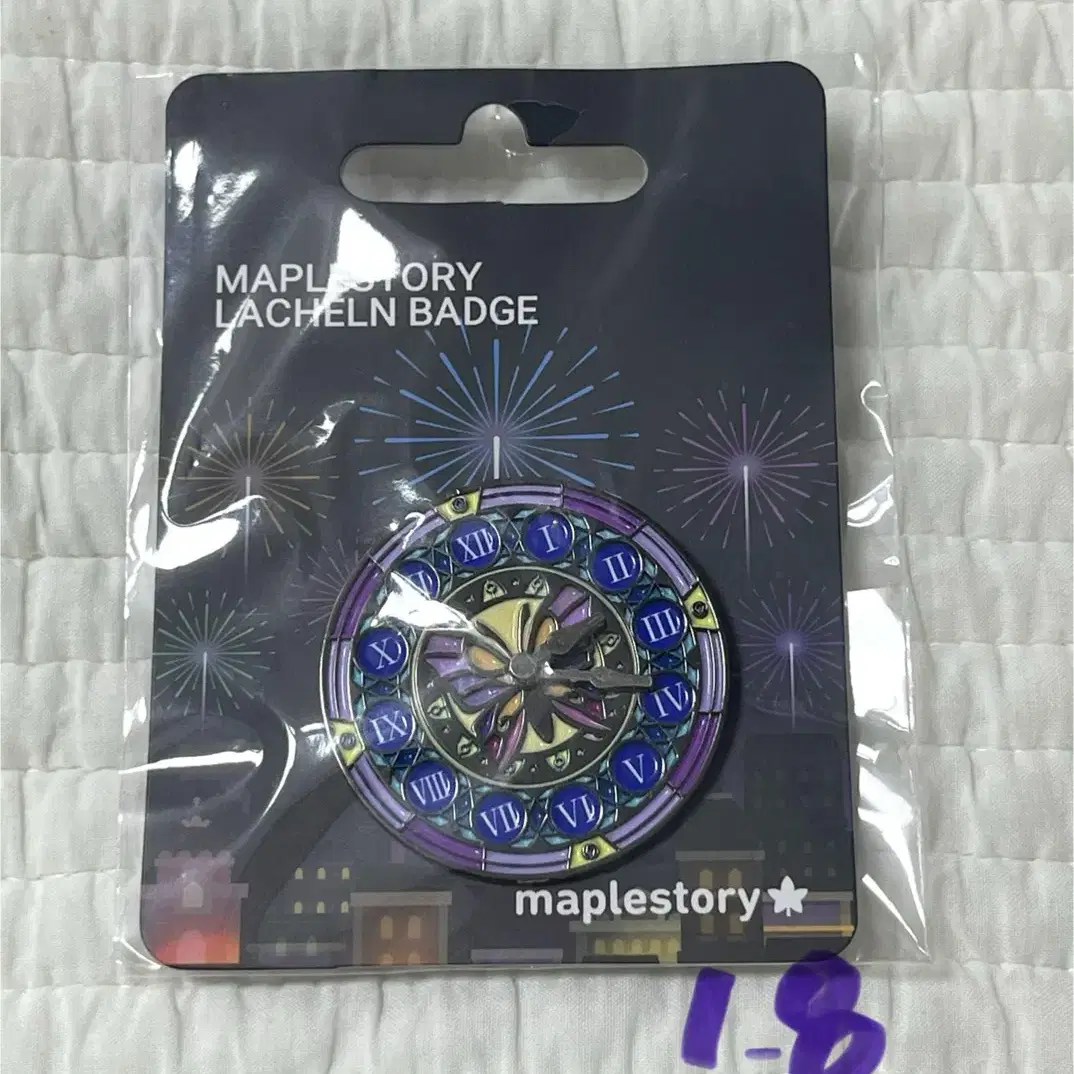 MAPLESTORY
LACHELN BADGE
XII
I
II
III
IV
V
VI
VII
VIII
IX
X
maplestory
1-8